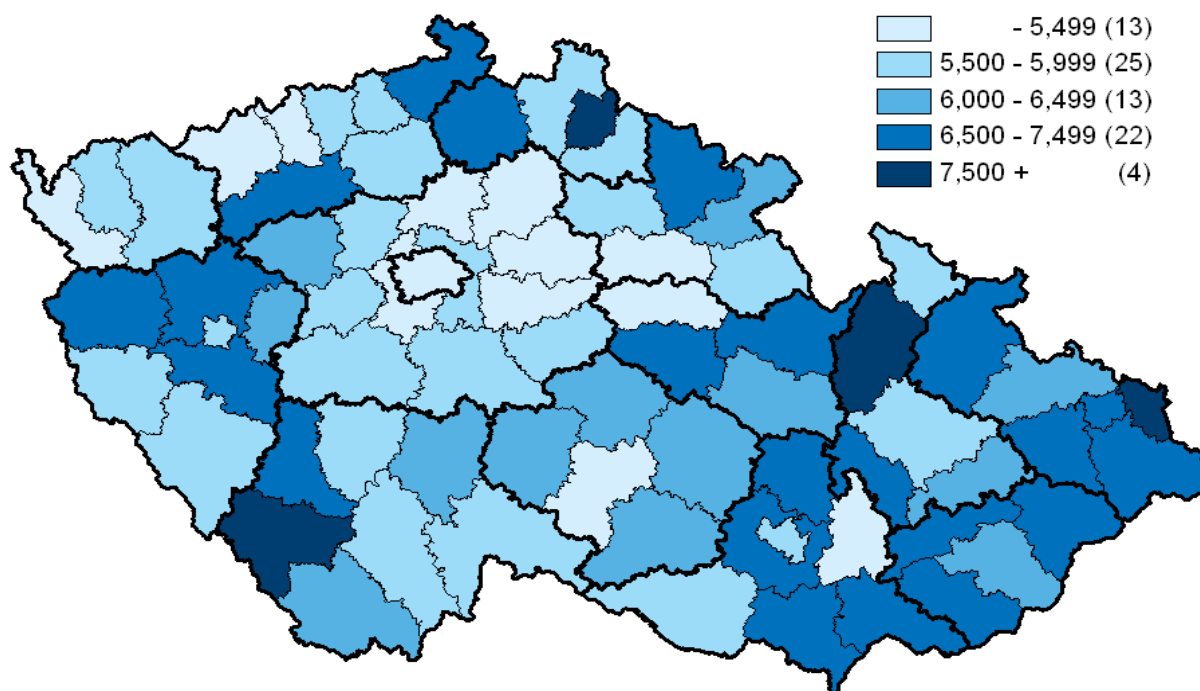 - 5,499 (13)
5,500 - 5,999 (25)
6,000 - 6,499 (13)
6,500 - 7,499 (22)
7,500 + (4)